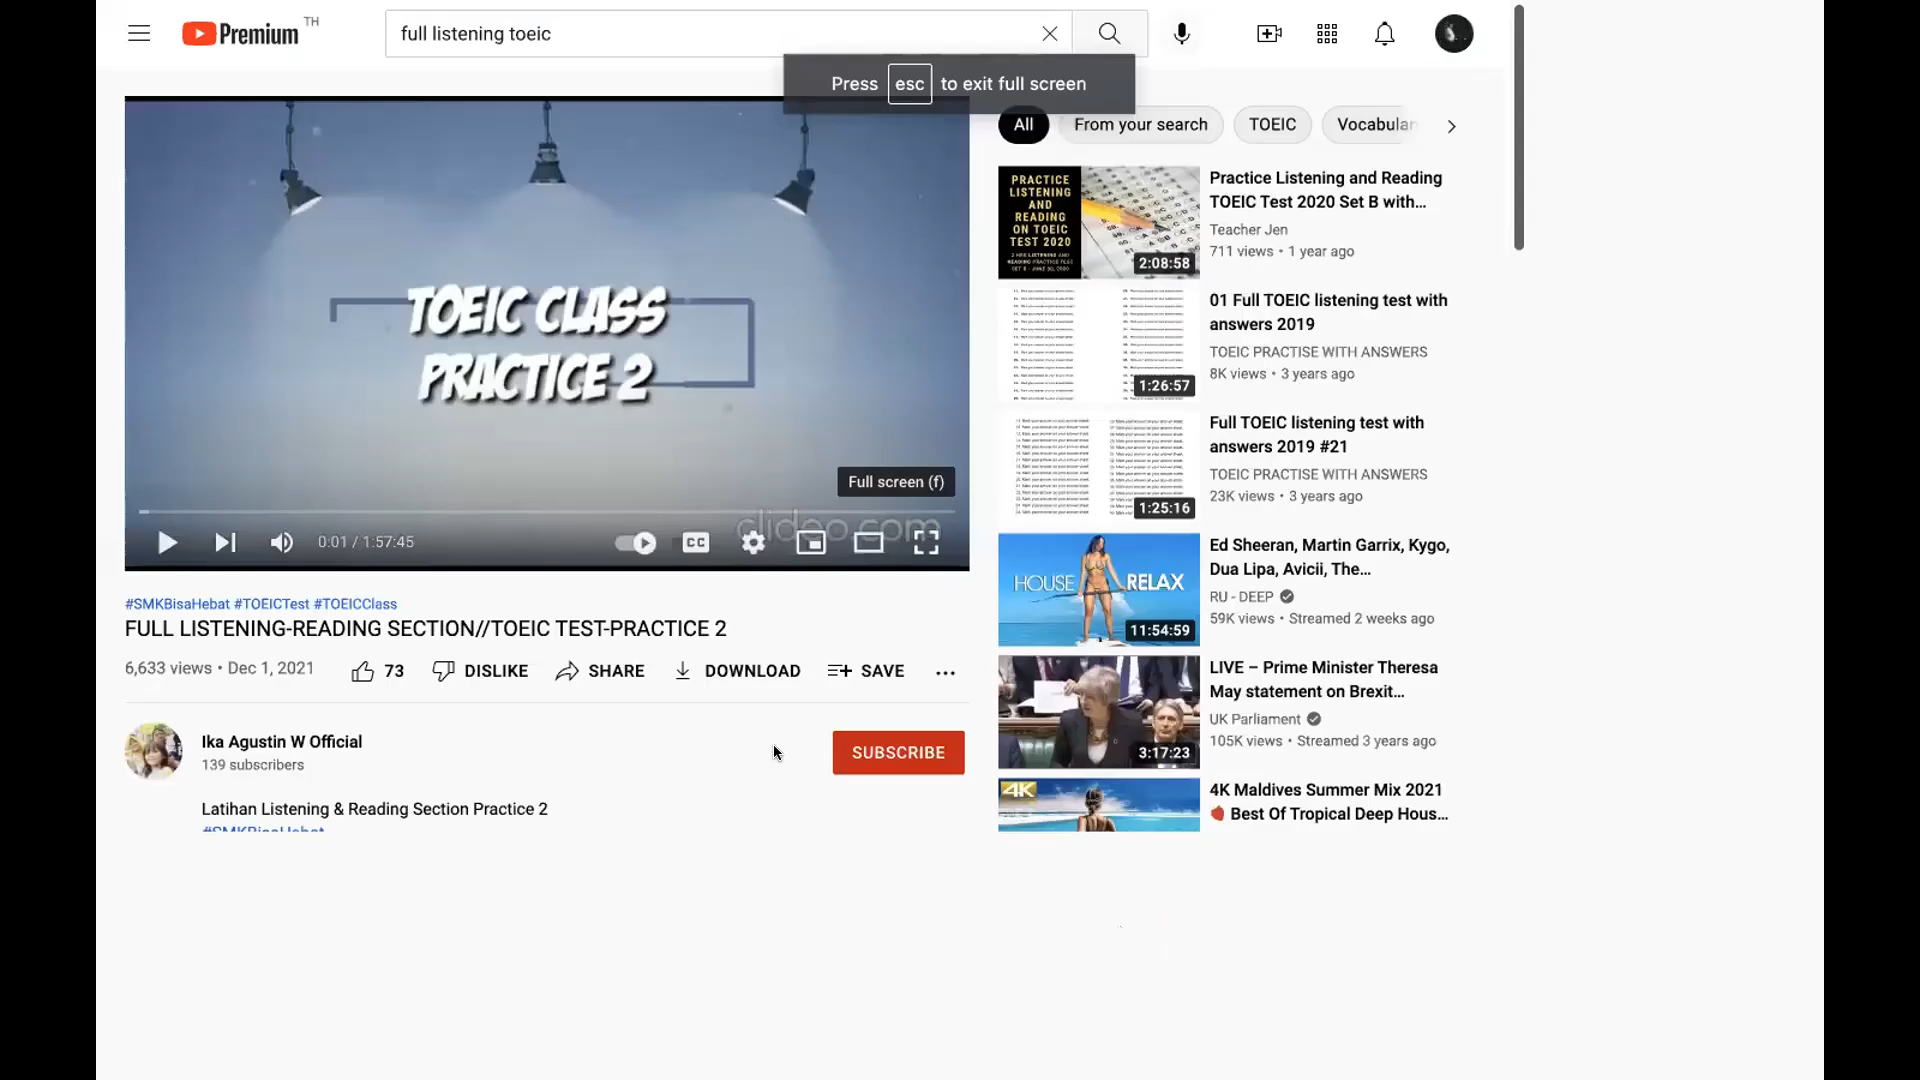 Premium TH
full listening toeic
Press esc to exit full screen
TOEIC CLASS
PRACTICE 2
Full screen (f)
clideo.com
0:01 / 1:57:45
CC
#SMKBisaHebat #TOEICTest #TOEICClass
FULL LISTENING-READING SECTION//TOEIC TEST-PRACTICE 2
6,633 views • Dec 1, 2021
73
DISLIKE
SHARE
DOWNLOAD
SAVE
Ika Agustin W Official
139 subscribers
SUBSCRIBE
Latihan Listening & Reading Section Practice 2
#SMKBisaHebat
All
From your search
TOEIC
Vocabular
PRACTICE
LISTENING
AND
READING
ON TOEIC
TEST 2020
2:08:58
Practice Listening and Reading
TOEIC Test 2020 Set B with...
Teacher Jen
711 views • 1 year ago
1:26:57
01 Full TOEIC listening test with
answers 2019
TOEIC PRACTISE WITH ANSWERS
8K views • 3 years ago
1:25:16
Full TOEIC listening test with
answers 2019 #21
TOEIC PRACTISE WITH ANSWERS
23K views • 3 years ago
HOUSE RELAX
11:54:59
Ed Sheeran, Martin Garrix, Kygo,
Dua Lipa, Avicii, The...
RU - DEEP
59K views • Streamed 2 weeks ago
3:17:23
LIVE – Prime Minister Theresa
May statement on Brexit...
UK Parliament
105K views • Streamed 3 years ago
4K
4K Maldives Summer Mix 2021
Best Of Tropical Deep Hous...